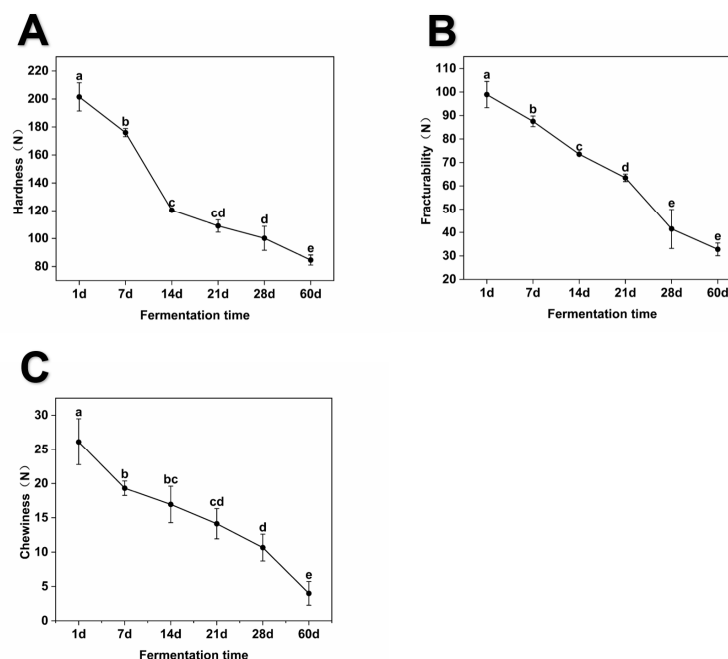 A
B
220
200
180
160
140
120
100
80
Hardness（N）
a
b
c
cd
d
e
1d 7d 14d 21d 28d 60d
Fermentation time
110
100
90
80
70
60
50
40
30
20
Fracturability（N）
a
b
c
d
e
e
1d 7d 14d 21d 28d 60d
Fermentation time
C
30
25
20
15
10
5
0
Chewiness（N）
a
b
bc
cd
d
e
1d 7d 14d 21d 28d 60d
Fermentation time